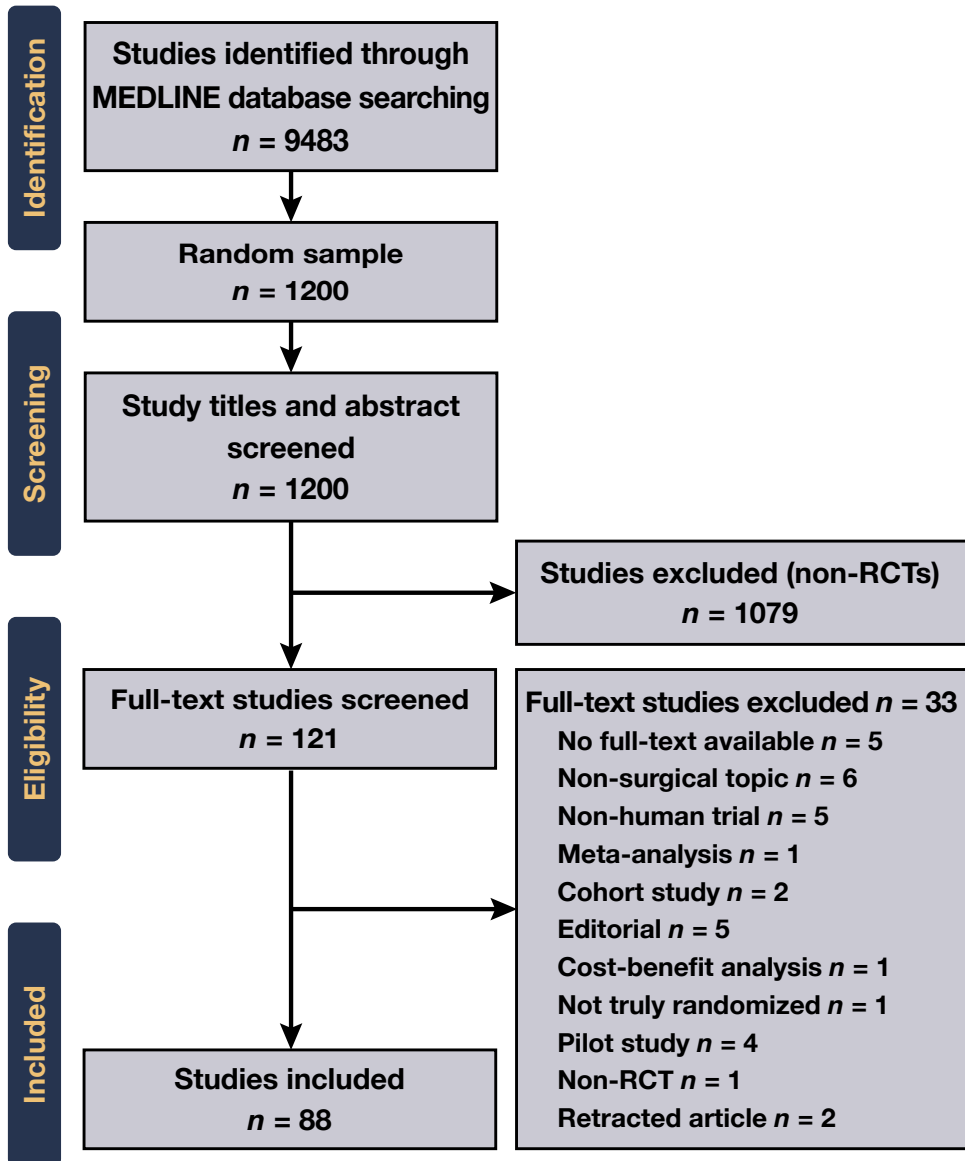 Identification
Studies identified through
MEDLINE database searching
n = 9483
Random sample
n = 1200
Screening
Study titles and abstract
screened
n = 1200
Studies excluded (non-RCTs)
n = 1079
Eligibility
Full-text studies screened
n = 121
Full-text studies excluded n = 33
No full-text available n = 5
Non-surgical topic n = 6
Non-human trial n = 5
Meta-analysis n = 1
Cohort study n = 2
Editorial n = 5
Cost-benefit analysis n = 1
Not truly randomized n = 1
Pilot study n = 4
Non-RCT n = 1
Retracted article n = 2
Included
Studies included
n = 88